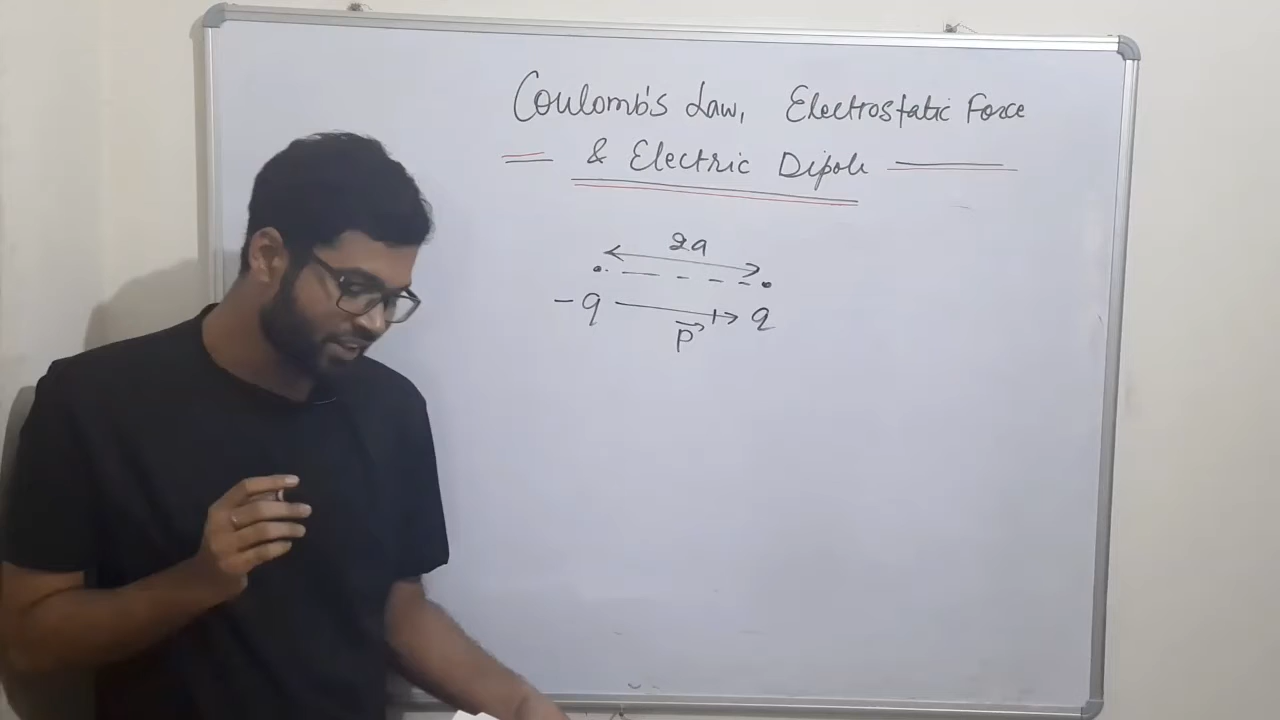 Coulomb's Law, Electrostatic Force
& Electric Dipole
2a
-q q
p